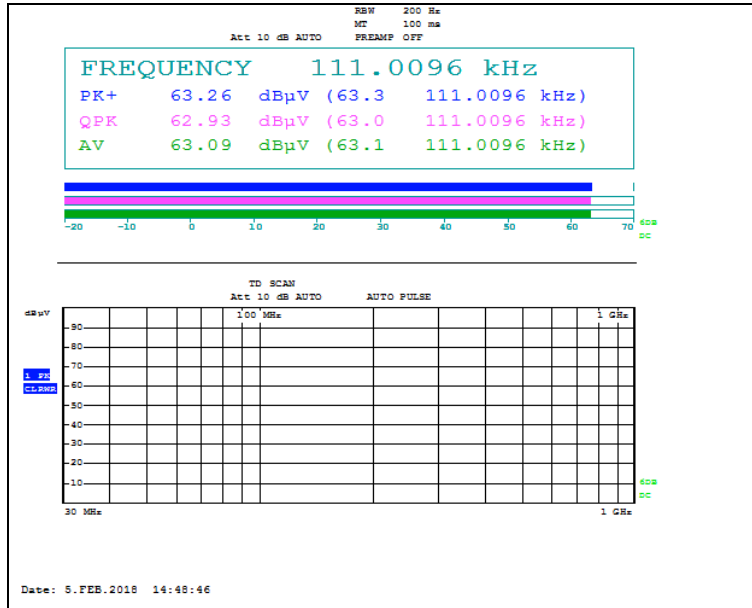 RBW 200 Hz
MT 100 ms
Att 10 dB AUTO PREAMP OFF
FREQUENCY 111.0096 kHz
PK+ 63.26 dBµV (63.3 111.0096 kHz)
QPK 62.93 dBµV (63.0 111.0096 kHz)
AV 63.09 dBµV (63.1 111.0096 kHz)
-20 -10 0 10 20 30 40 50 60 70
6DB
DC
TD SCAN
Att 10 dB AUTO AUTO PULSE
dBµV 100 MHz 1 GHz
90
80
70
1 PK
60
CLRWR
50
40
30
20
10
6DB
DC
30 MHz 1 GHz
Date: 5.FEB.2018 14:48:46